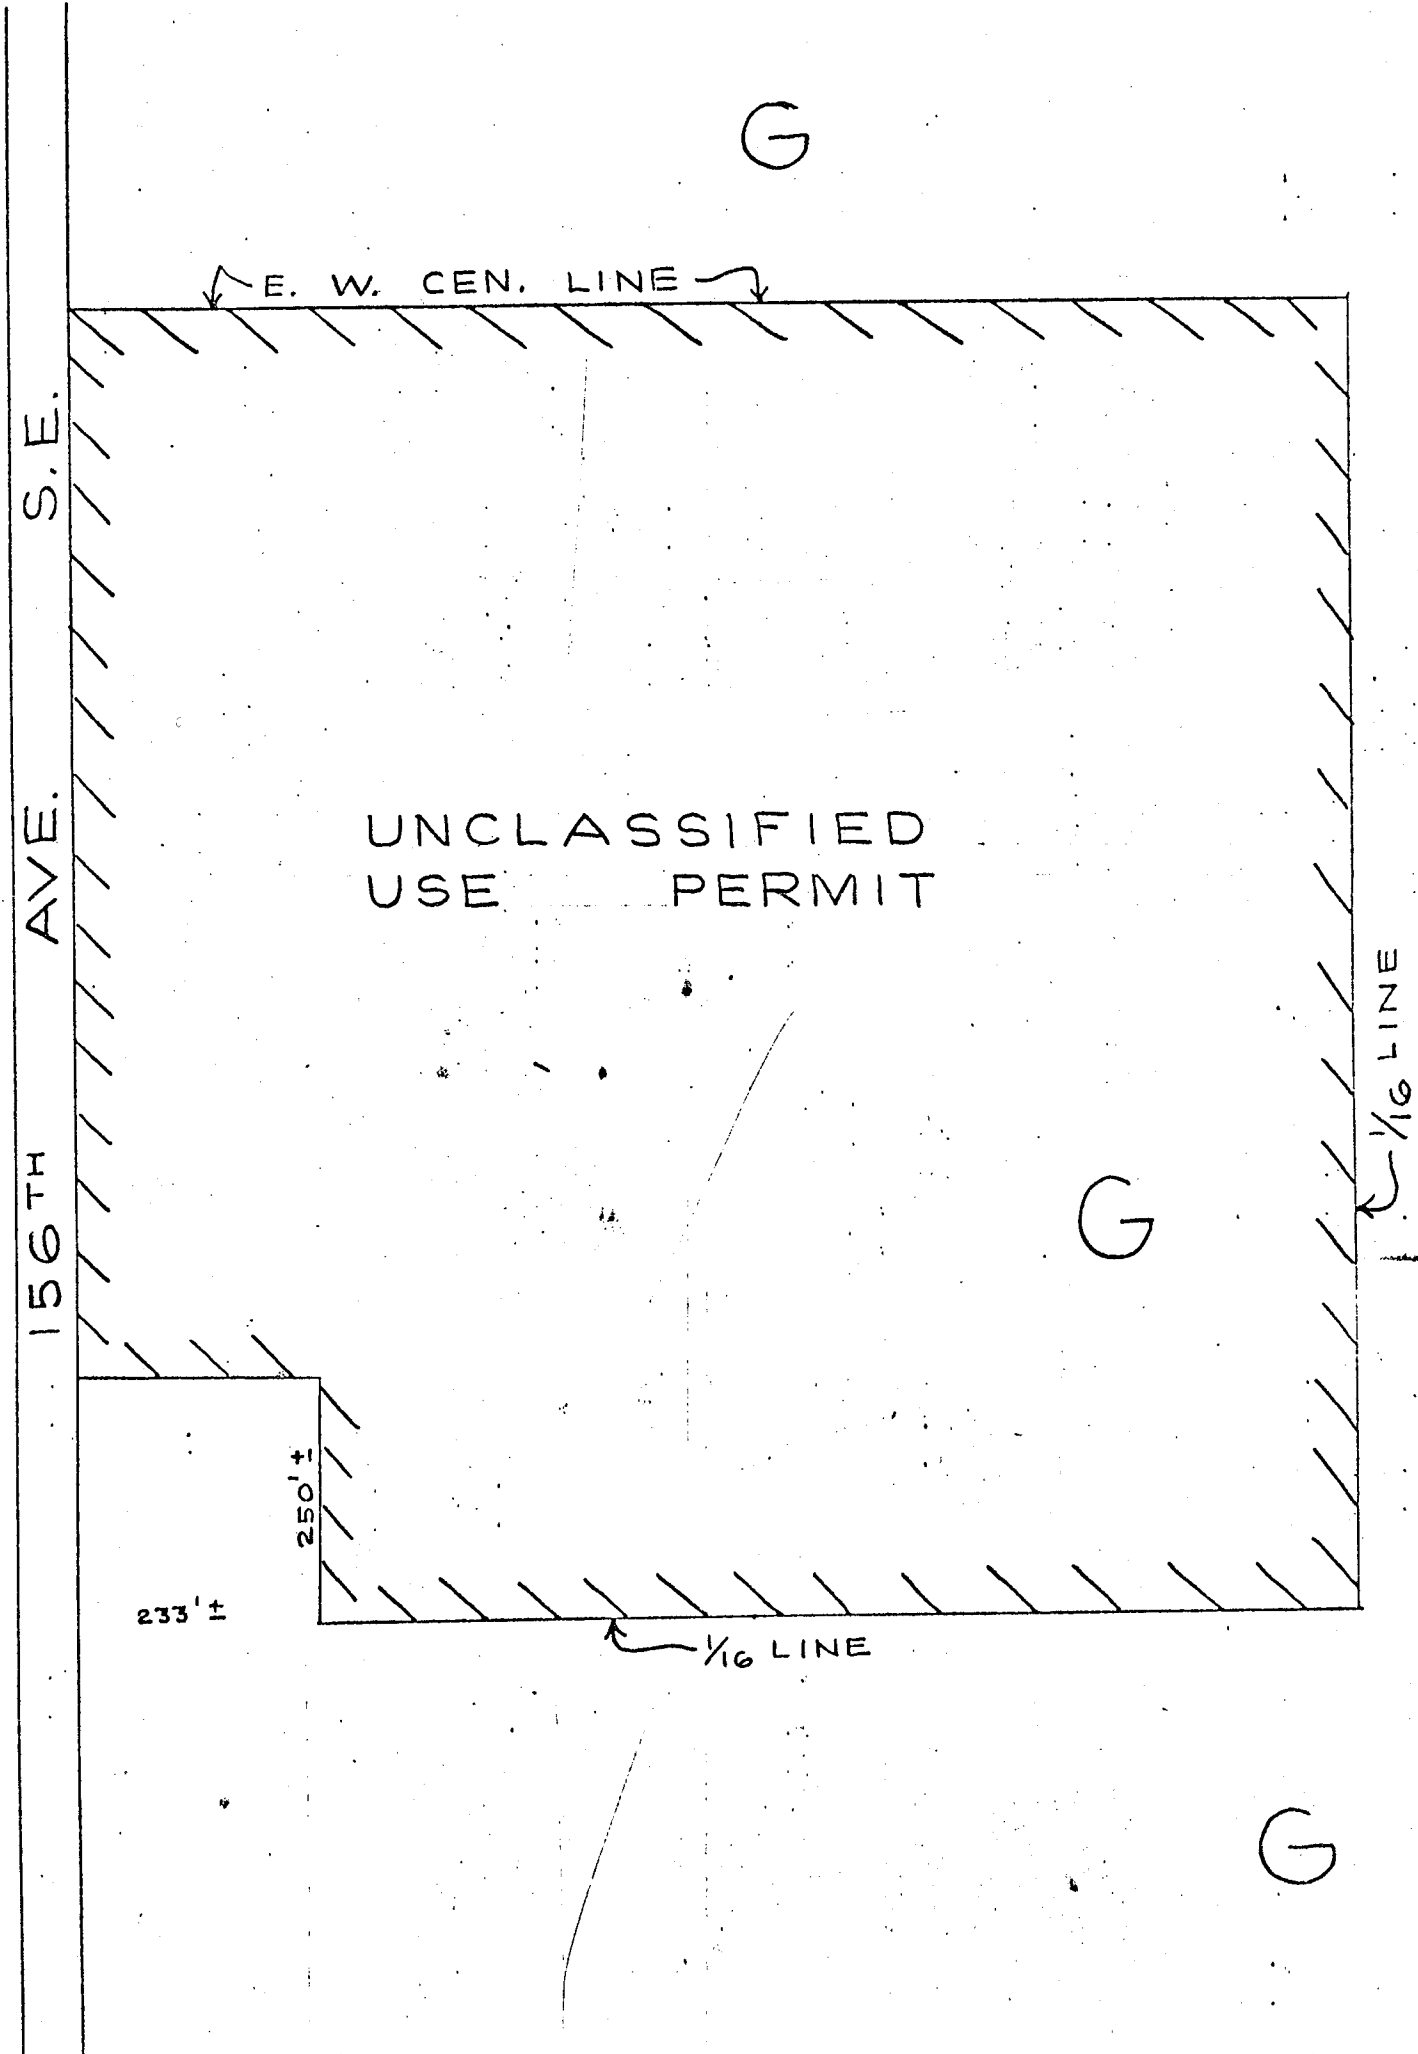 G
E. W. CEN. LINE
156TH AVE. S.E.
UNCLASSIFIED
USE PERMIT
1/16 LINE
G
250'±
233'±
1/16 LINE
G